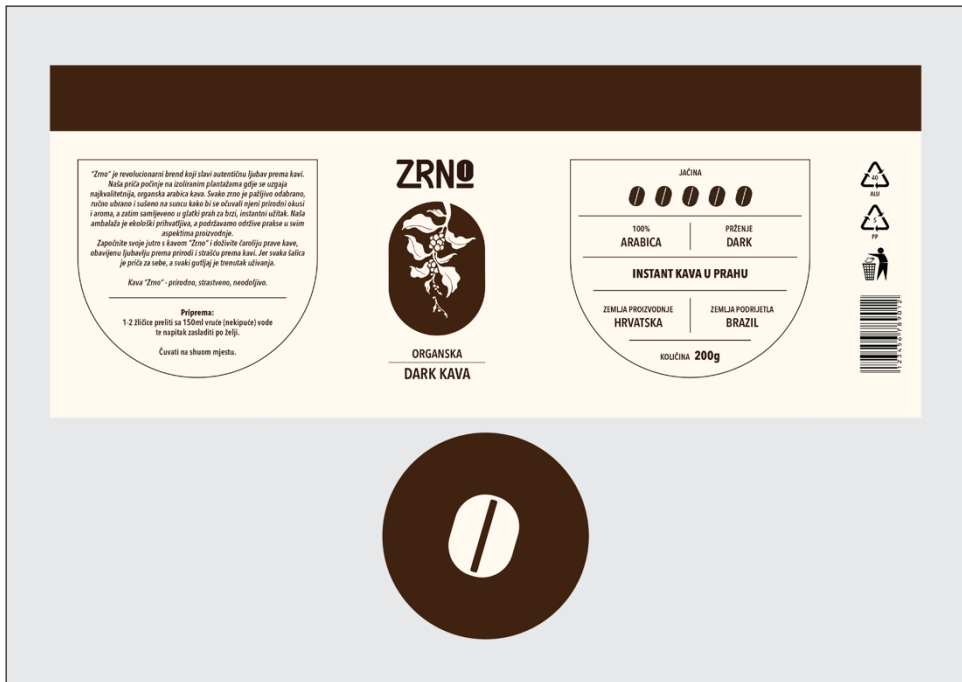 "Zrno" je revolucionarni brend koji slavi autentičnu ljubav prema kavi.
Naša priča počinje na izoliranim plantažama gdje se uzgaja
najkvalitetnija, organska arabica kava. Svako zrno je pažljivo odabrano,
ručno ubrano i sušeno na suncu kako bi se očuvali njeni prirodni okusi
i aroma, a zatim samljeveno u glatki prah za brzi, instantni užitak. Naša
ambalaža je ekološki prihvatljiva, a podržavamo održive prakse u svim
aspektima proizvodnje.
Započnite svoje jutro s kavom "Zrno" i doživite čaroliju prave kave,
obavijenu ljubavlju prema prirodi i strašću prema kavi. Jer svaka šalica
je priča za sebe, a svaki gutljaj je trenutak uživanja.
Kava "Zrno" - prirodno, strastveno, neodoljivo.
Priprema:
1-2 žličice preliti sa 150ml vruće (nekipuće) vode
te napitak zasladiti po želji.
Čuvati na shuom mjestu.
ZRNO
ORGANSKA
DARK KAVA
JAČINA
100%
ARABICA
PRŽENJE
DARK
INSTANT KAVA U PRAHU
ZEMLJA PROIZVODNJE
HRVATSKA
ZEMLJA PODRIJETLA
BRAZIL
KOLIČINA 200g
40
ALU
5
PP
123456789012